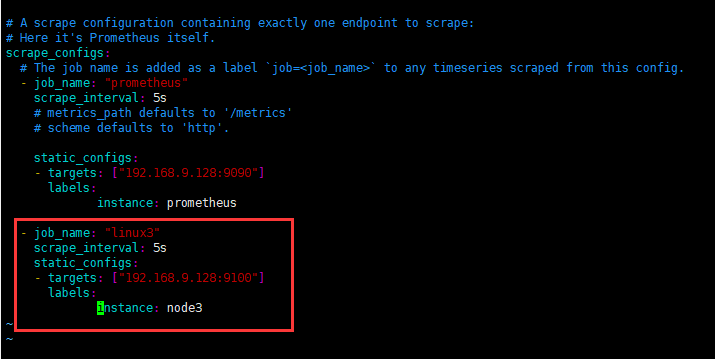 # A scrape configuration containing exactly one endpoint to scrape:
# Here it's Prometheus itself.
scrape_configs:
  # The job name is added as a label `job=<job_name>` to any timeseries scraped from this config.
  - job_name: "prometheus"
    scrape_interval: 5s
    # metrics_path defaults to '/metrics'
    # scheme defaults to 'http'.

    static_configs:
    - targets: ["192.168.9.128:9090"]
      labels:
             instance: prometheus

  - job_name: "linux3"
    scrape_interval: 5s
    static_configs:
    - targets: ["192.168.9.128:9100"]
      labels:
             instance: node3
~
~